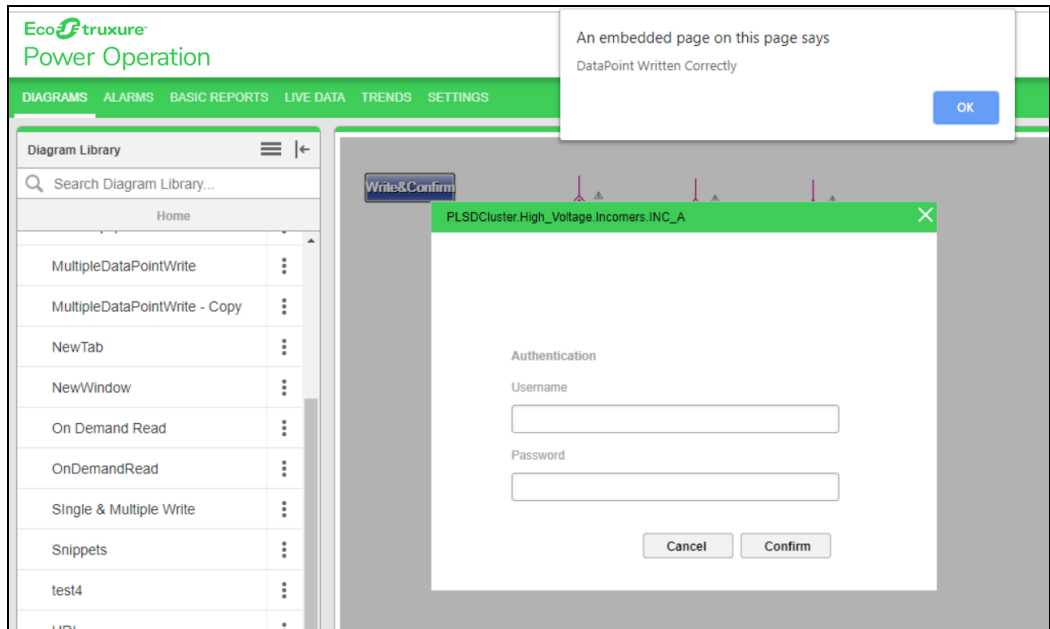 EcoStruxure
Power Operation
An embedded page on this page says
DataPoint Written Correctly
OK
DIAGRAMS ALARMS BASIC REPORTS LIVE DATA TRENDS SETTINGS
Diagram Library
Search Diagram Library...
Home
MultipleDataPointWrite
MultipleDataPointWrite - Copy
NewTab
NewWindow
On Demand Read
OnDemandRead
SIngle & Multiple Write
Snippets
test4
Write&Confirm
PLSDCluster.High_Voltage.Incomers.INC_A
Authentication
Username
Password
Cancel Confirm